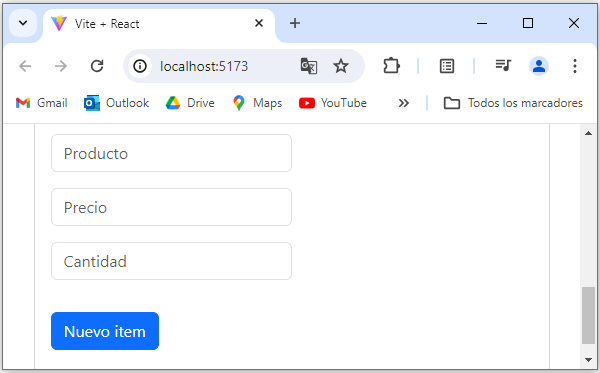 Vite + React
localhost:5173
Gmail Outlook Drive Maps YouTube » Todos los marcadores
Producto
Precio
Cantidad
Nuevo item